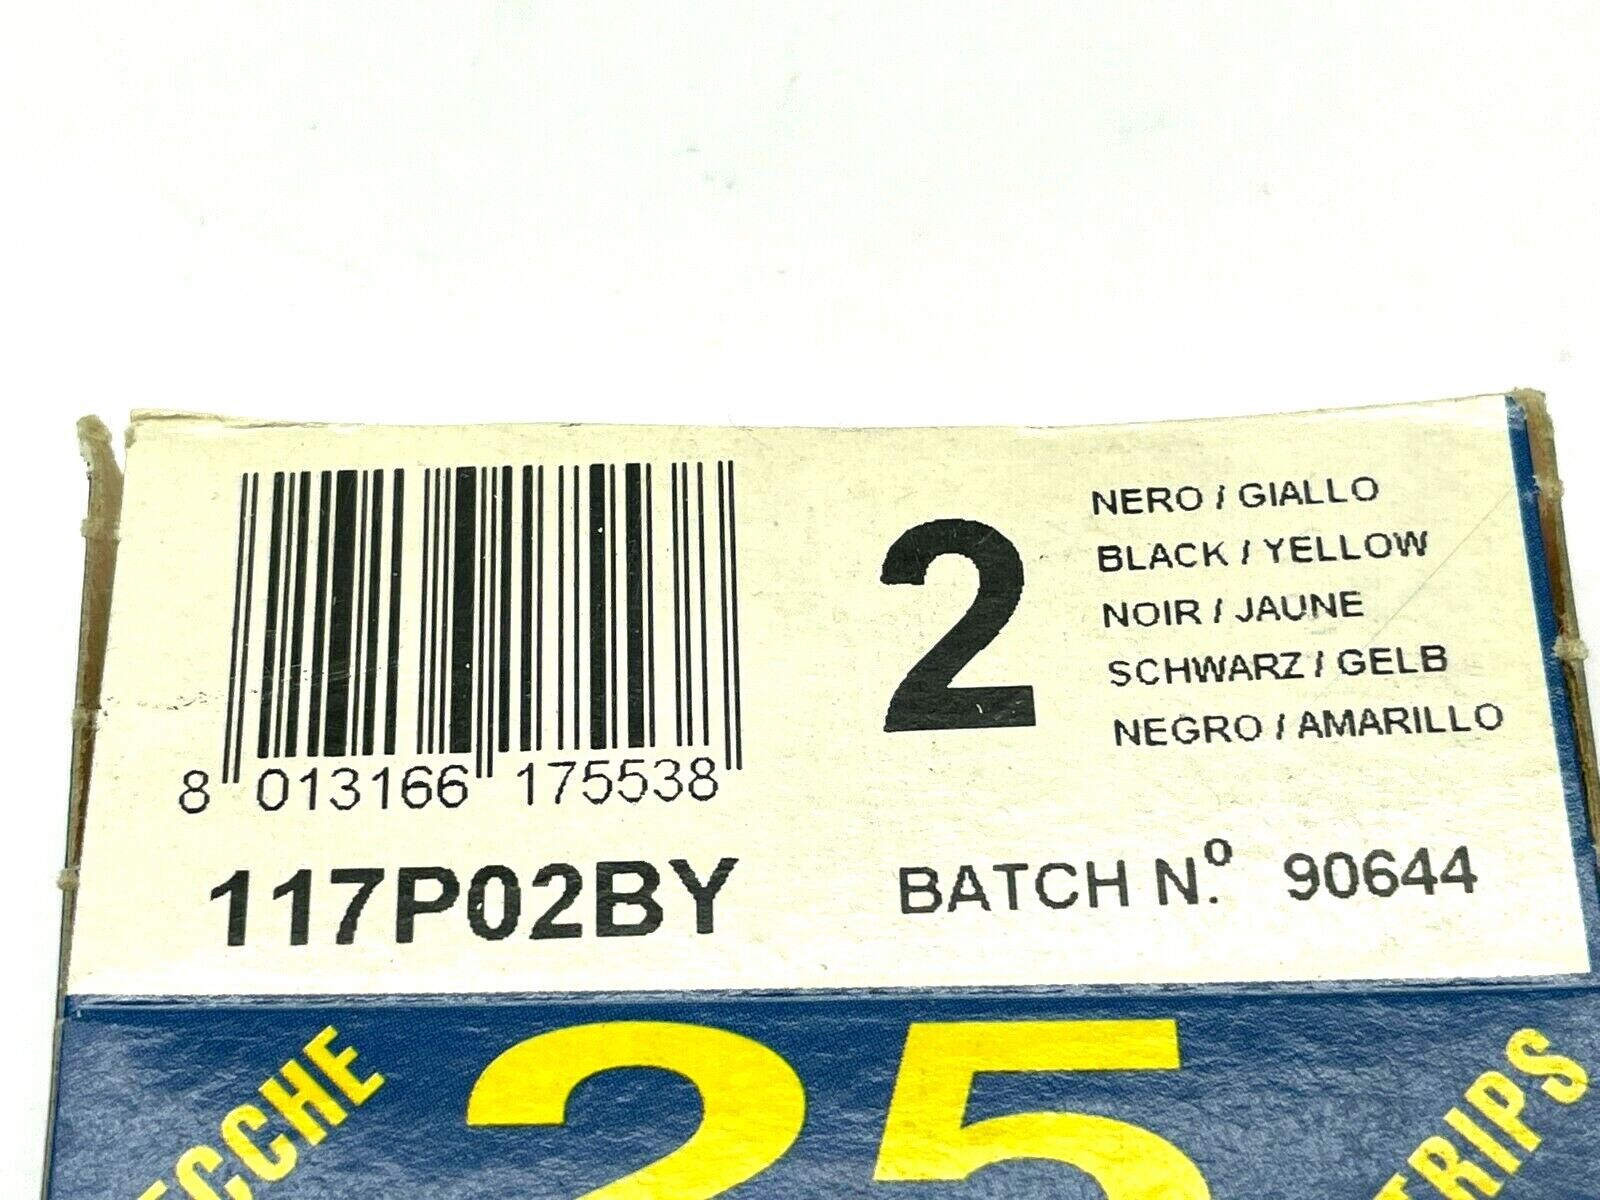 8 013166 175538
117P02BY
2
NERO / GIALLO
BLACK / YELLOW
NOIR / JAUNE
SCHWARZ / GELB
NEGRO / AMARILLO
BATCH N.º 90644
25